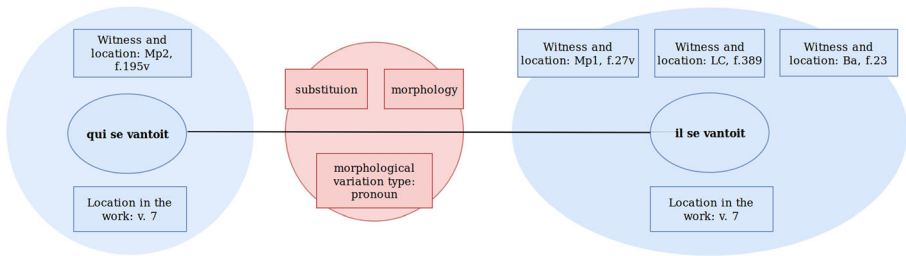 Witness and
location: Mp2,
f.195v
qui se vantoit
Location in the
work: v. 7
substituion
morphology
morphological
variation type:
pronoun
Witness and
location: Mp1, f.27v
Witness and
location: LC, f.389
Witness and
location: Ba, f.23
il se vantoit
Location in the
work: v. 7